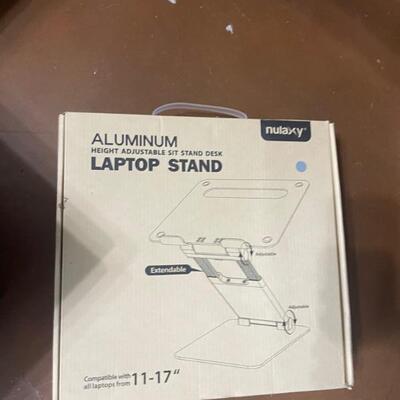 nulaxy®
ALUMINUM
HEIGHT ADJUSTABLE SIT STAND DESK
LAPTOP STAND
Adjustable
Extendable
Adjustable
Compatible with
all laptops from 11-17“